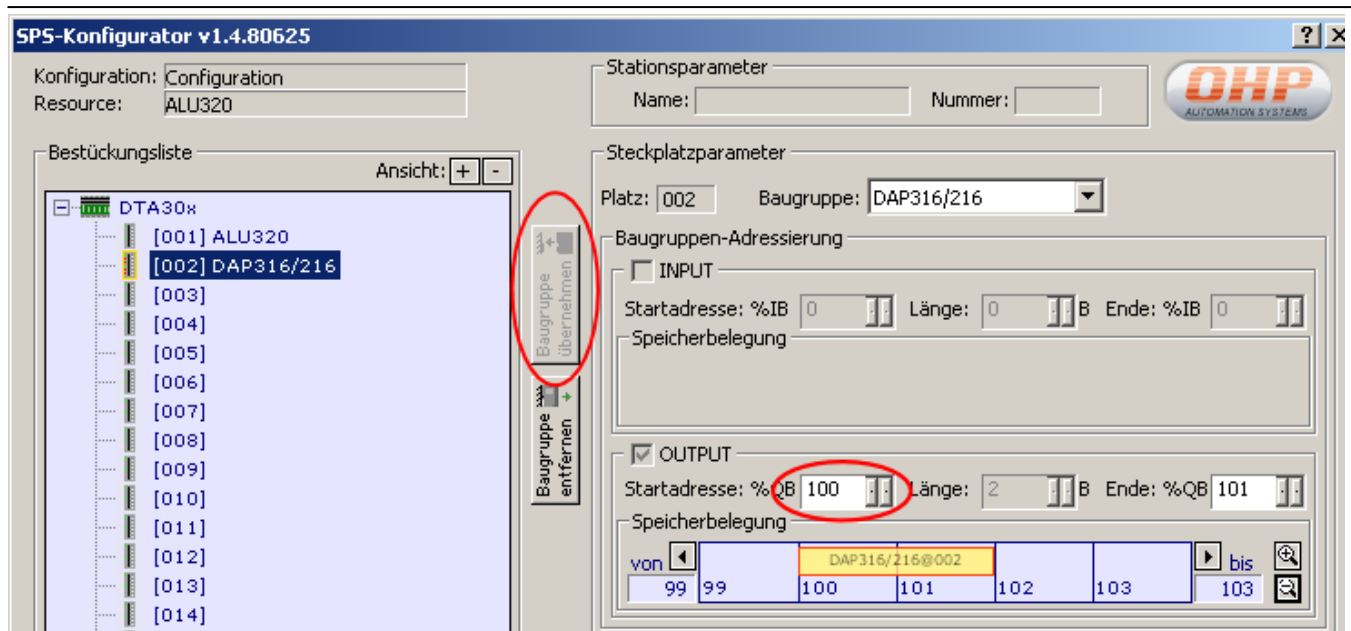 SPS-Konfigurator v1.4.80625
Konfiguration: Configuration
Resource: ALU320
Stationsparameter
Name: Nummer:
OHP
AUTOMATION SYSTEMS
Bestückungsliste
Ansicht: + -
DTA30x
[001] ALU320
[002] DAP316/216
[003]
[004]
[005]
[006]
[007]
[008]
[009]
[010]
[011]
[012]
[013]
[014]
Baugruppe
übernehmen
Baugruppe
entfernen
Steckplatzparameter
Platz: 002 Baugruppe: DAP316/216
Baugruppen-Adressierung
INPUT
Startadresse: %IB 0 Länge: 0 B Ende: %IB 0
Speicherbelegung
OUTPUT
Startadresse: %QB 100 Länge: 2 B Ende: %QB 101
Speicherbelegung
DAP316/216@002
von bis
99 99 100 101 102 103 103